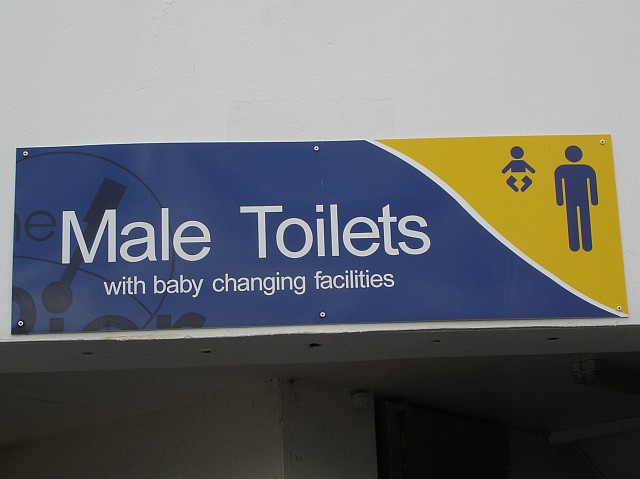 Male Toilets
with baby changing facilities